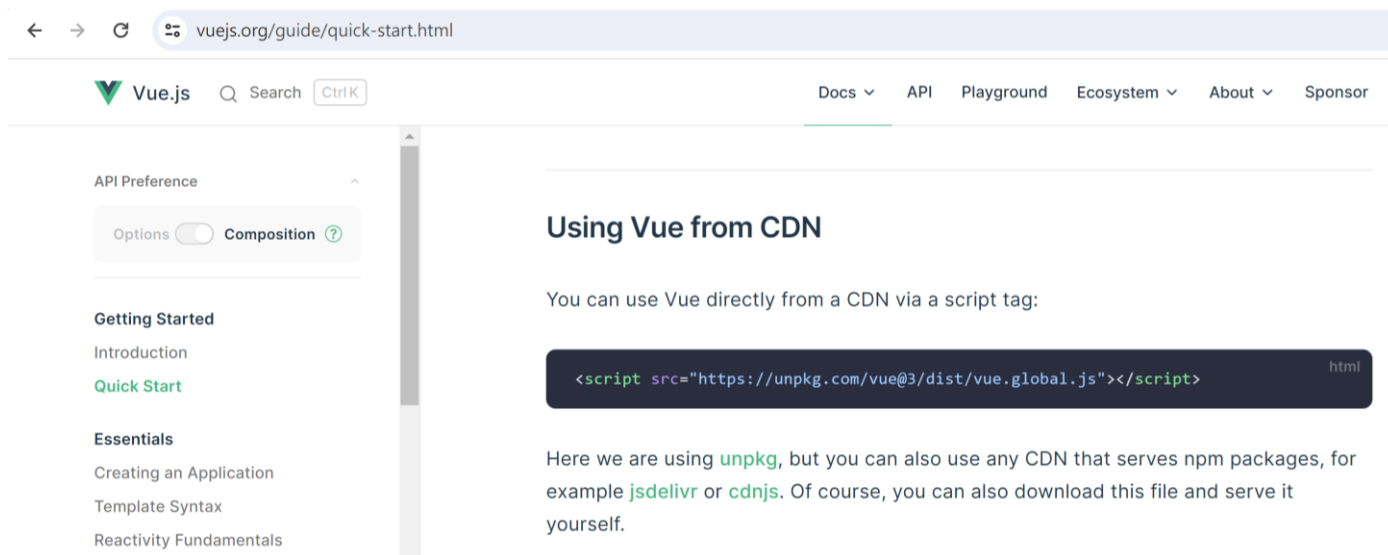 vuejs.org/guide/quick-start.html
Vue.js Search Ctrl K Docs API Playground Ecosystem About Sponsor
API Preference
Options Composition ?
Getting Started
Introduction
Quick Start
Essentials
Creating an Application
Template Syntax
Reactivity Fundamentals
Using Vue from CDN
You can use Vue directly from a CDN via a script tag:
html
<script src="https://unpkg.com/vue@3/dist/vue.global.js"></script>
Here we are using unpkg, but you can also use any CDN that serves npm packages, for
example jsdelivr or cdnjs. Of course, you can also download this file and serve it
yourself.